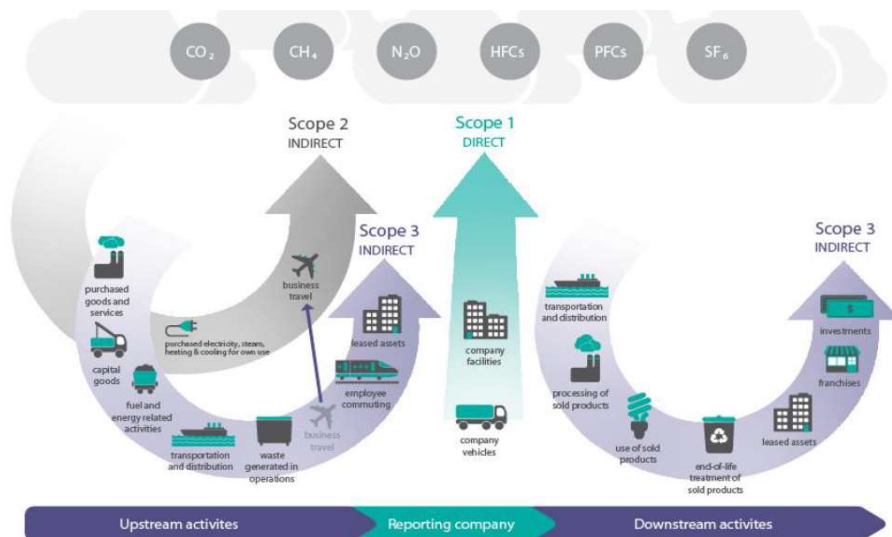 CO₂
CH₄
N₂O
HFCs
PFCs
SF₆
Scope 2
INDIRECT
Scope 1
DIRECT
Scope 3
INDIRECT
Scope 3
INDIRECT
purchased
goods and
services
capital
goods
fuel and
energy related
activities
purchased electricity, steam,
heating & cooling for own use
business
travel
transportation
and distribution
waste
generated in
operations
business
travel
employee
commuting
leased assets
company
facilities
company
vehicles
transportation
and distribution
processing of
sold products
use of sold
products
end-of-life
treatment of
sold products
leased assets
franchises
$
investments
Upstream activites
Reporting company
Downstream activites